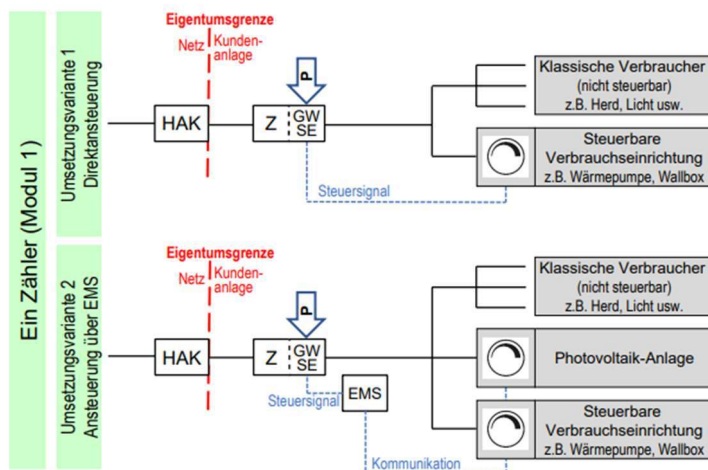 Ein Zähler (Modul 1)
Umsetzungsvariante 1
Direktansteuerung
Eigentumsgrenze
Netz
Kunden-
anlage
P
HAK
Z
GW
SE
Steuersignal
Klassische Verbraucher
(nicht steuerbar)
z.B. Herd, Licht usw.
Steuerbare
Verbrauchseinrichtung
z.B. Wärmepumpe, Wallbox
Umsetzungsvariante 2
Ansteuerung über EMS
Eigentumsgrenze
Netz
Kunden-
anlage
P
HAK
Z
GW
SE
Steuersignal
EMS
Kommunikation
Klassische Verbraucher
(nicht steuerbar)
z.B. Herd, Licht usw.
Photovoltaik-Anlage
Steuerbare
Verbrauchseinrichtung
z.B. Wärmepumpe, Wallbox